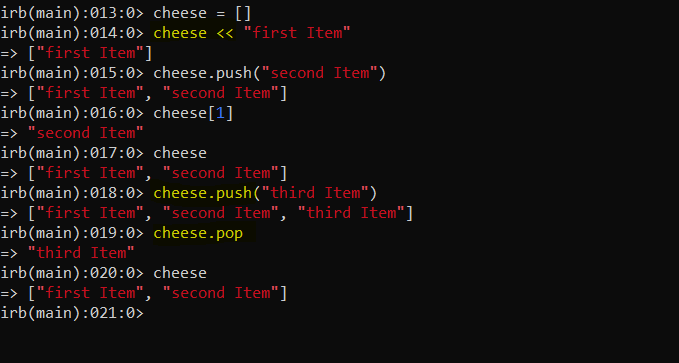 irb(main):013:0> cheese = []
irb(main):014:0> cheese << "first Item"
=> ["first Item"]
irb(main):015:0> cheese.push("second Item")
=> ["first Item", "second Item"]
irb(main):016:0> cheese[1]
=> "second Item"
irb(main):017:0> cheese
=> ["first Item", "second Item"]
irb(main):018:0> cheese.push("third Item")
=> ["first Item", "second Item", "third Item"]
irb(main):019:0> cheese.pop
=> "third Item"
irb(main):020:0> cheese
=> ["first Item", "second Item"]
irb(main):021:0>